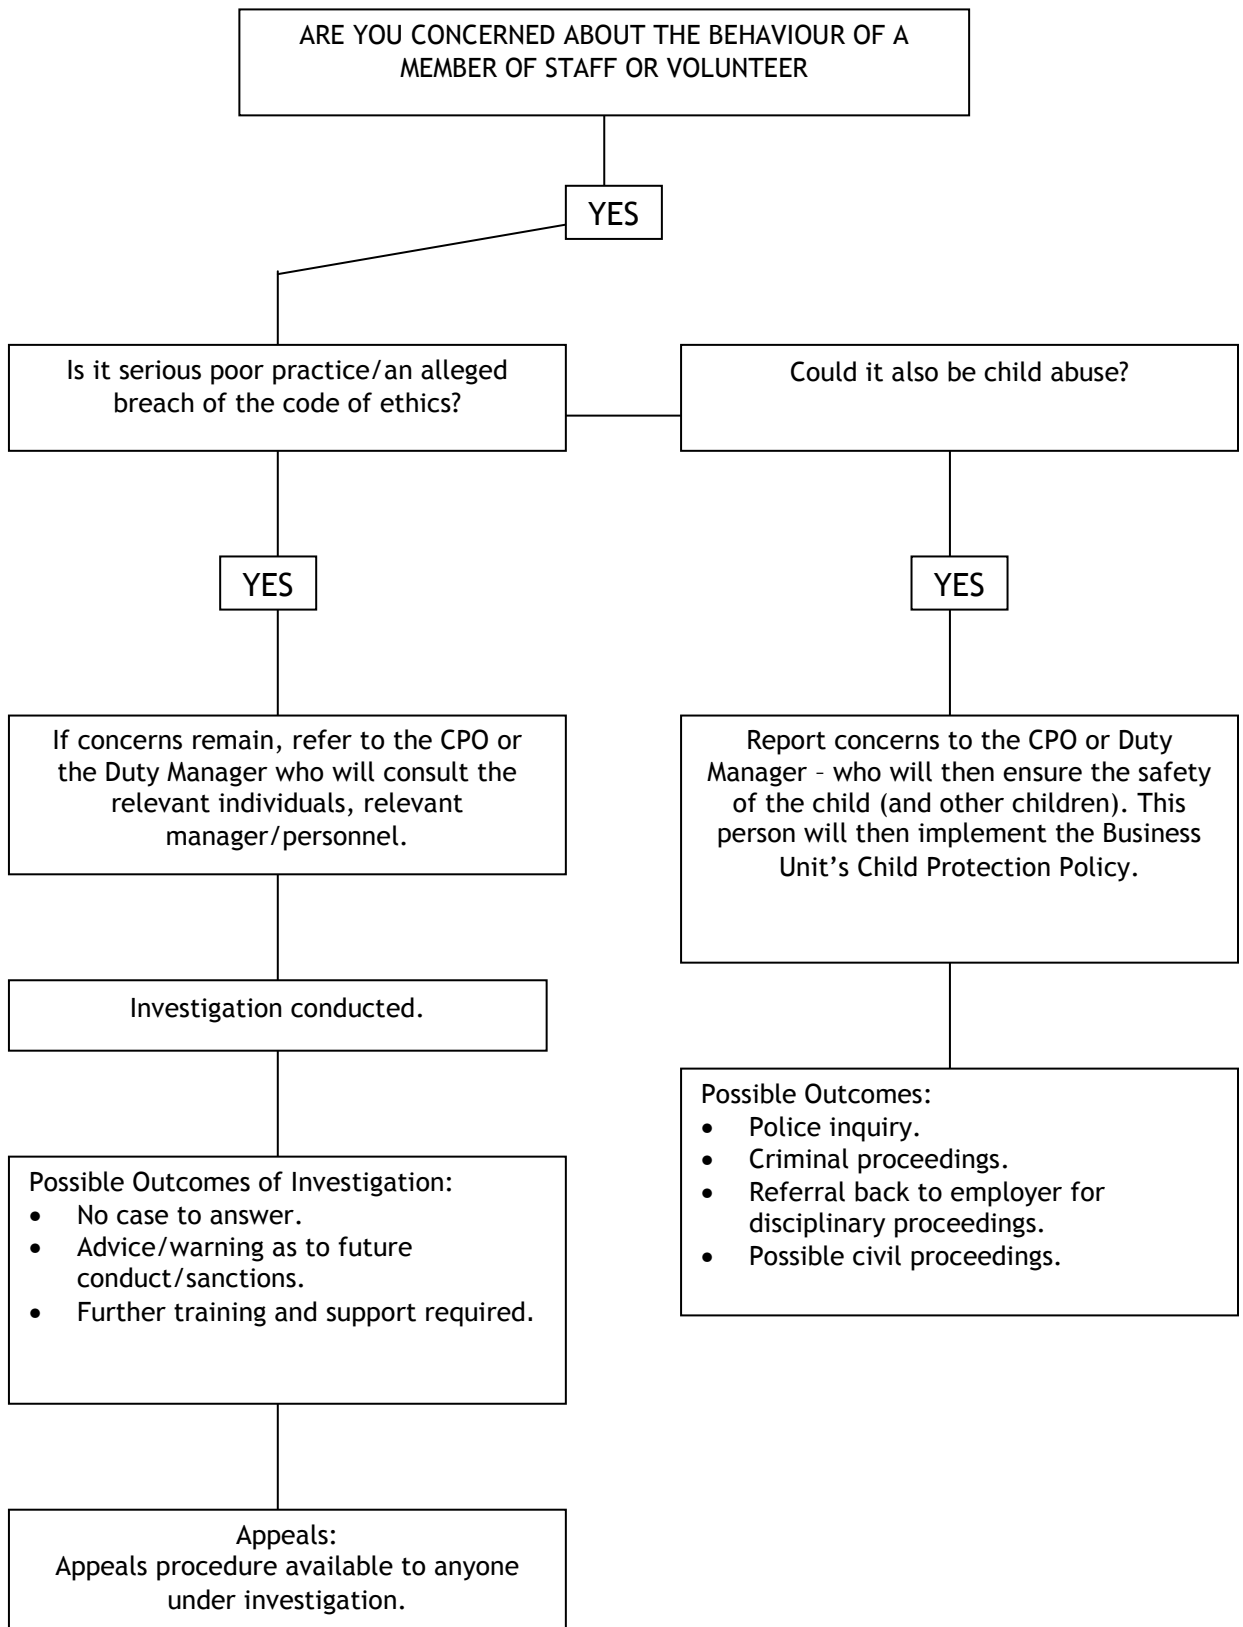 ARE YOU CONCERNED ABOUT THE BEHAVIOUR OF A
MEMBER OF STAFF OR VOLUNTEER
YES
Is it serious poor practice/an alleged
breach of the code of ethics?
Could it also be child abuse?
YES
YES
If concerns remain, refer to the CPO or
the Duty Manager who will consult the
relevant individuals, relevant
manager/personnel.
Report concerns to the CPO or Duty
Manager - who will then ensure the safety
of the child (and other children). This
person will then implement the Business
Unit’s Child Protection Policy.
Investigation conducted.
Possible Outcomes of Investigation:
• No case to answer.
• Advice/warning as to future
conduct/sanctions.
• Further training and support required.
Possible Outcomes:
• Police inquiry.
• Criminal proceedings.
• Referral back to employer for
disciplinary proceedings.
• Possible civil proceedings.
Appeals:
Appeals procedure available to anyone
under investigation.